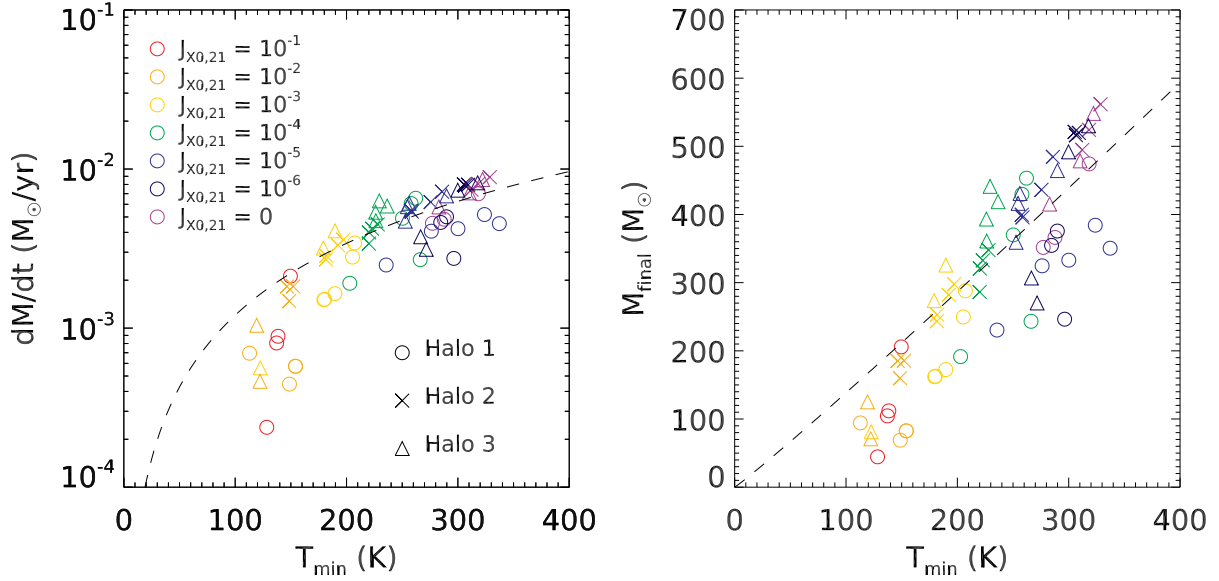 10⁻¹
10⁻²
10⁻³
10⁻⁴
dM/dt (M☉/yr)
J_X0,21 = 10⁻¹
J_X0,21 = 10⁻²
J_X0,21 = 10⁻³
J_X0,21 = 10⁻⁴
J_X0,21 = 10⁻⁵
J_X0,21 = 10⁻⁶
J_X0,21 = 0
Halo 1
Halo 2
Halo 3
0 100 200 300 400
T_min (K)
700
600
500
400
300
200
100
0
M_final (M☉)
0 100 200 300 400
T_min (K)